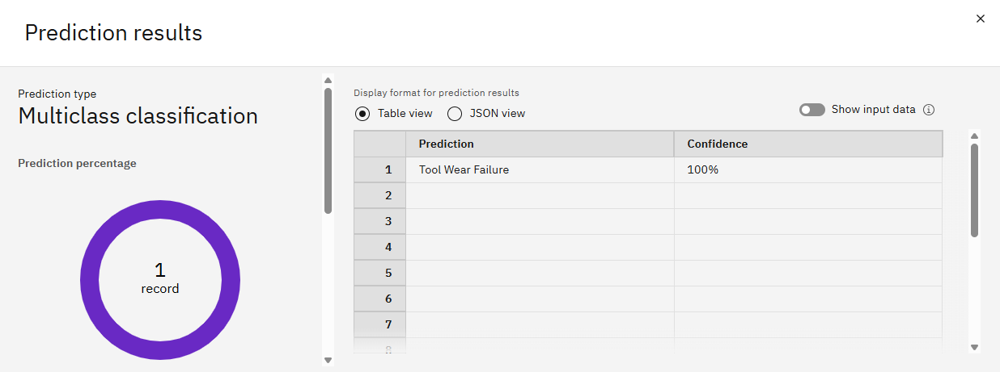 Prediction results
Prediction type
Multiclass classification
Prediction percentage
1
record
Display format for prediction results
Table view JSON view
Show input data
Prediction Confidence
1 Tool Wear Failure 100%
2
3
4
5
6
7
8